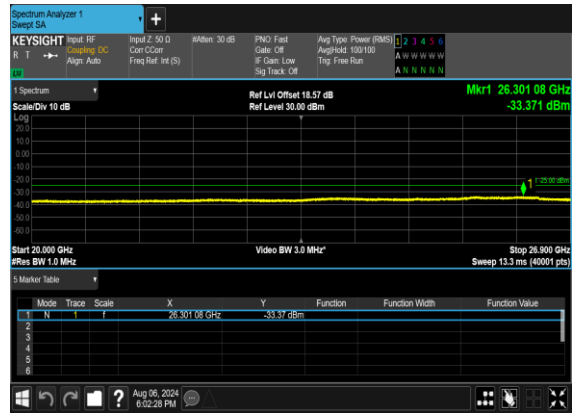 Spectrum Analyzer 1
Swept SA
+
KEYSIGHT Input: RF Input Z: 50 Ω #Atten: 30 dB PNO: Fast Avg Type: Power (RMS) 1 2 3 4 5 6
R T Coupling: DC Corr CCorr Gate: Off Avg|Hold: 100/100 A W W W W W
Align: Auto Freq Ref: Int (S) IF Gain: Low Trig: Free Run
Sig Track: Off A N N N N N
1 Spectrum Ref Lvl Offset 18.57 dB Mkr1 26.301 08 GHz
Scale/Div 10 dB Ref Level 30.00 dBm -33.371 dBm
Log
20.0
10.0
0.00
-10.0
-20.0
1 -25.00 dBm
-30.0
-40.0
-50.0
-60.0
Start 20.000 GHz Video BW 3.0 MHz* Stop 26.900 GHz
#Res BW 1.0 MHz Sweep 13.3 ms (40001 pts)
5 Marker Table
Mode Trace Scale X Y Function Function Width Function Value
1 N 1 f 26.301 08 GHz -33.37 dBm
2
3
4
5
6
? Aug 06, 2024
6:02:28 PM